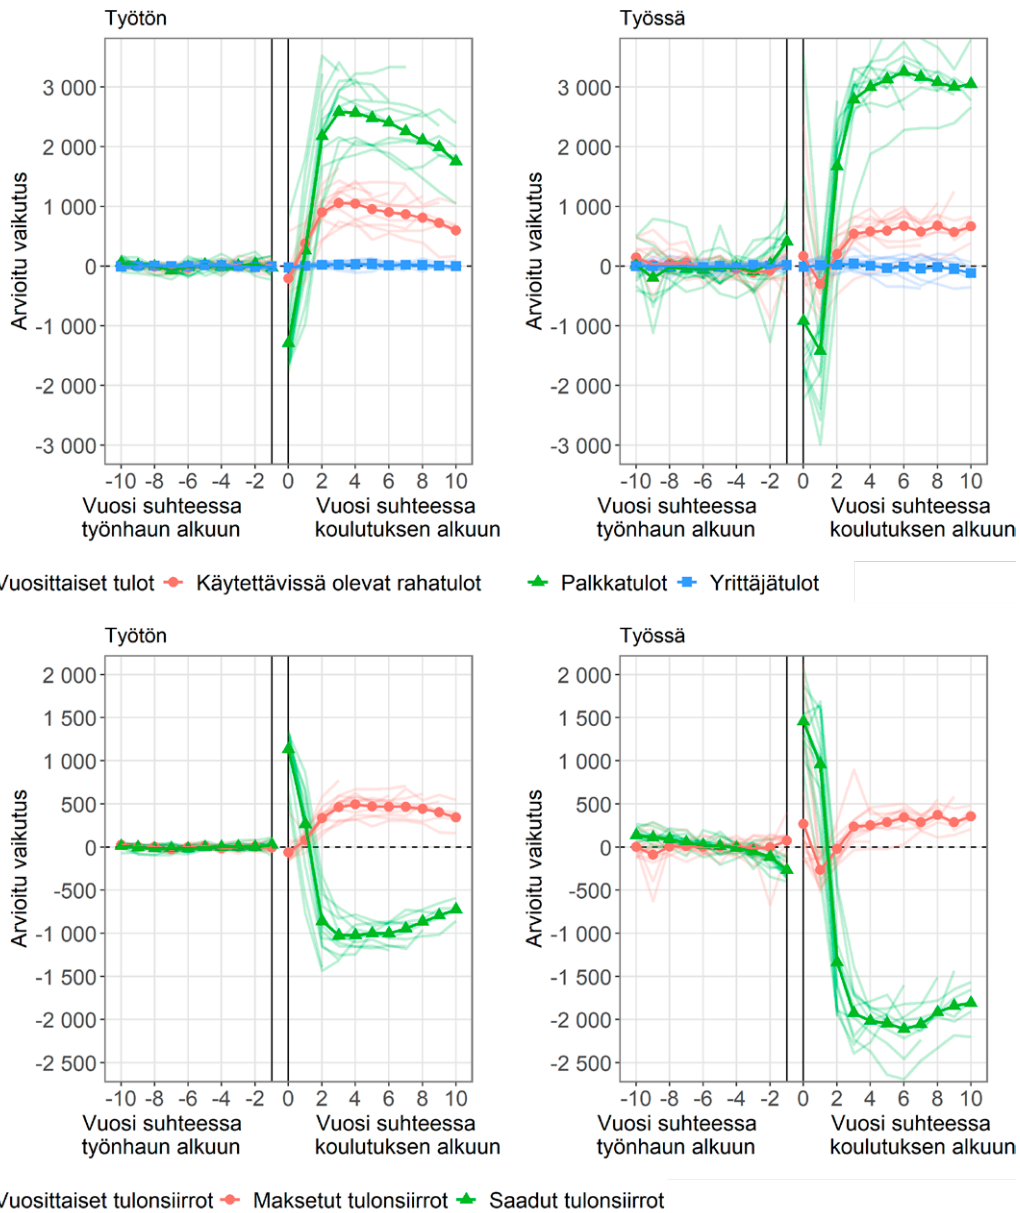 Työtön
Työssä
Arvioitu vaikutus
3 000
2 000
1 000
0
-1 000
-2 000
-3 000
-10 -8 -6 -4 -2 0 2 4 6 8 10
Vuosi suhteessa
työnhaun alkuun
Vuosi suhteessa
koulutuksen alkuun
Arvioitu vaikutus
3 000
2 000
1 000
0
-1 000
-2 000
-3 000
-10 -8 -6 -4 -2 0 2 4 6 8 10
Vuosi suhteessa
työnhaun alkuun
Vuosi suhteessa
koulutuksen alkuun
Vuosittaiset tulot Käytettävissä olevat rahatulot Palkkatulot Yrittäjätulot
Työtön
Työssä
Arvioitu vaikutus
2 000
1 500
1 000
500
0
-500
-1 000
-1 500
-2 000
-2 500
-10 -8 -6 -4 -2 0 2 4 6 8 10
Vuosi suhteessa
työnhaun alkuun
Vuosi suhteessa
koulutuksen alkuun
Arvioitu vaikutus
2 000
1 500
1 000
500
0
-500
-1 000
-1 500
-2 000
-2 500
-10 -8 -6 -4 -2 0 2 4 6 8 10
Vuosi suhteessa
työnhaun alkuun
Vuosi suhteessa
koulutuksen alkuun
Vuosittaiset tulonsiirrot Maksetut tulonsiirrot Saadut tulonsiirrot